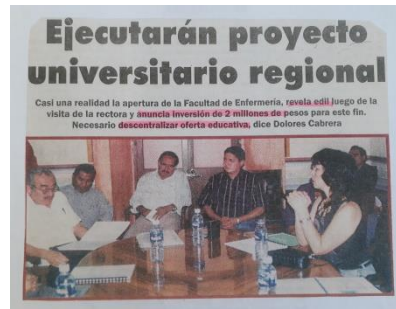 Ejecutarán proyecto
universitario regional
Casi una realidad la apertura de la Facultad de Enfermería, revela edil luego de la
visita de la rectora y anuncia inversión de 2 millones de pesos para este fin.
Necesario descentralizar oferta educativa, dice Dolores Cabrera